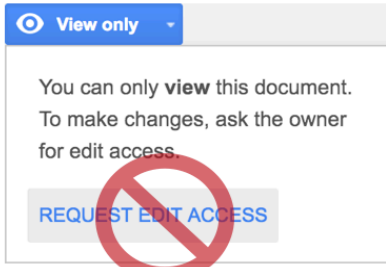 View only
You can only view this document.
To make changes, ask the owner
for edit access.
REQUEST EDIT ACCESS